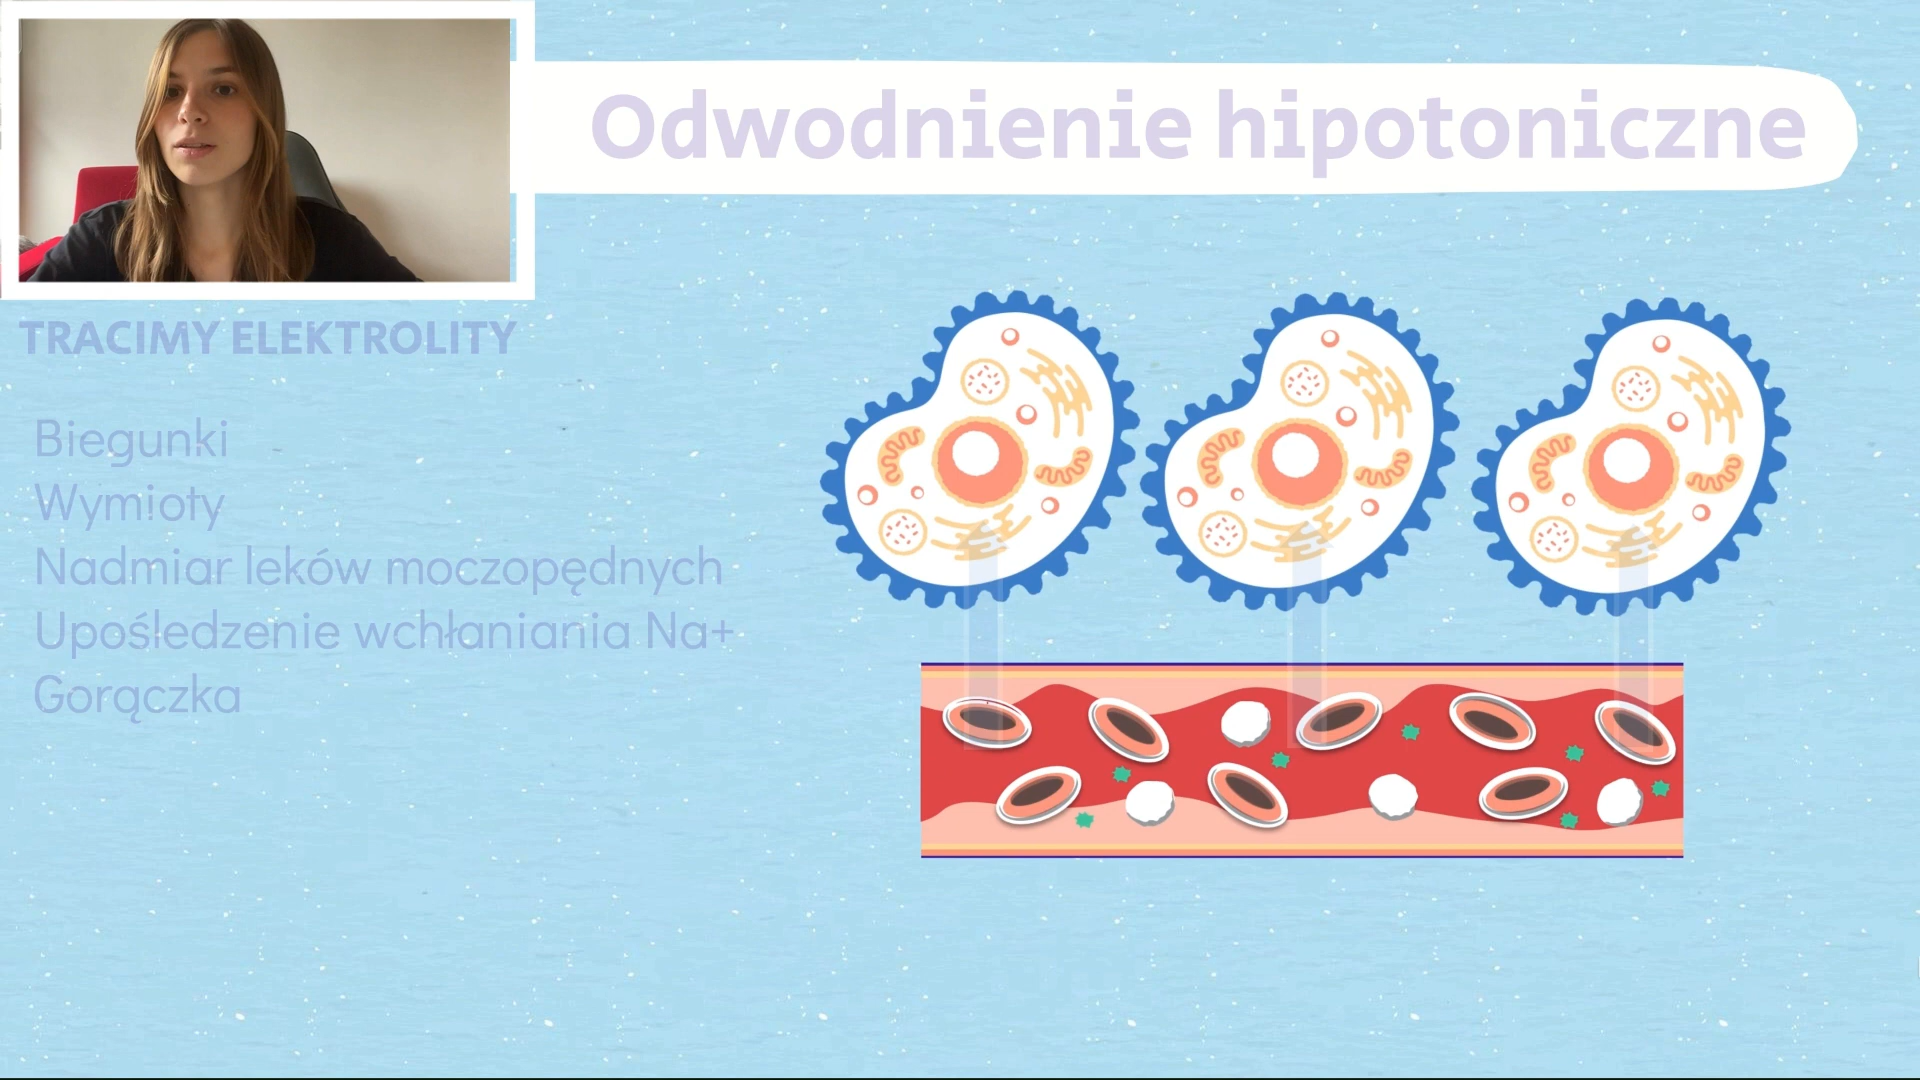 Odwodnienie hipotoniczne
TRACIMY ELEKTROLITY
Biegunki
Wymioty
Nadmiar leków moczopędnych
Upośledzenie wchłaniania Na+
Gorączka